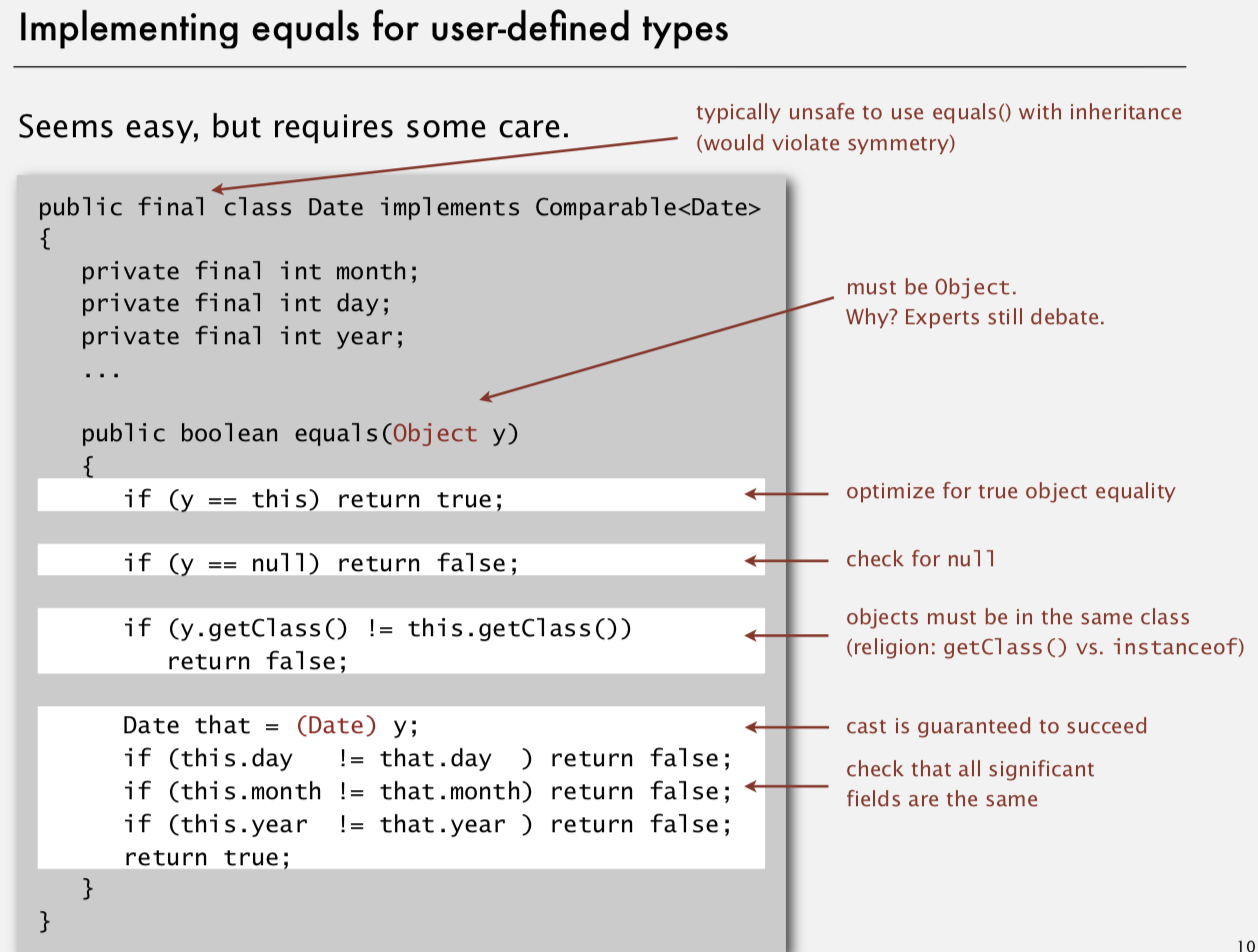 Implementing equals for user-defined types
Seems easy, but requires some care.
typically unsafe to use equals() with inheritance
(would violate symmetry)
public final class Date implements Comparable<Date>
{
private final int month;
private final int day;
private final int year;
...
must be Object.
Why? Experts still debate.
public boolean equals(Object y)
{
if (y == this) return true;
optimize for true object equality
if (y == null) return false;
check for null
if (y.getClass() != this.getClass())
return false;
objects must be in the same class
(religion: getClass() vs. instanceof)
Date that = (Date) y;
cast is guaranteed to succeed
if (this.day   != that.day  ) return false;
if (this.month != that.month) return false;
if (this.year  != that.year ) return false;
return true;
check that all significant
fields are the same
}
}
10